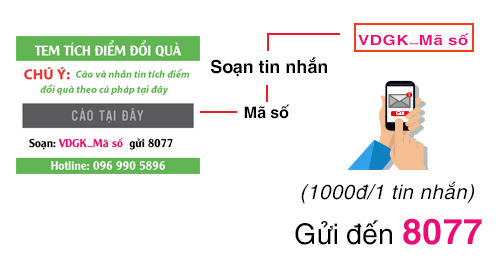 TEM TÍCH ĐIỂM ĐỔI QUÀ
CHÚ Ý: Cào và nhắn tin tích điểm
đổi quà theo cú pháp tại đây
CÀO TẠI ĐÂY
Soạn: VDGK_Mã số gửi 8077
Hotline: 096 990 5896
Soạn tin nhắn
Mã số
VDGK_Mã số
(1000đ/1 tin nhắn)
Gửi đến 8077